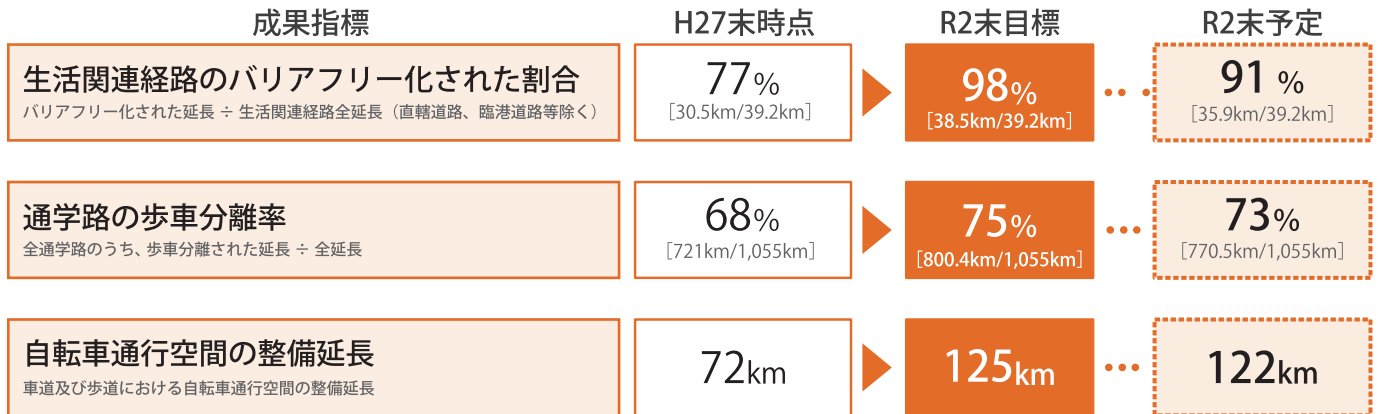 成果指標 H27末時点 R2末目標 R2末予定
生活関連経路のバリアフリー化された割合 77% 98% 91 %
バリアフリー化された延長 ÷ 生活関連経路全延長（直轄道路、臨港道路等除く） [30.5km/39.2km] [38.5km/39.2km] [35.9km/39.2km]
通学路の歩車分離率 68% 75% 73%
全通学路のうち、歩車分離された延長 ÷ 全延長 [721km/1,055km] [800.4km/1,055km] [770.5km/1,055km]
自転車通行空間の整備延長 72km 125km 122km
車道及び歩道における自転車通行空間の整備延長